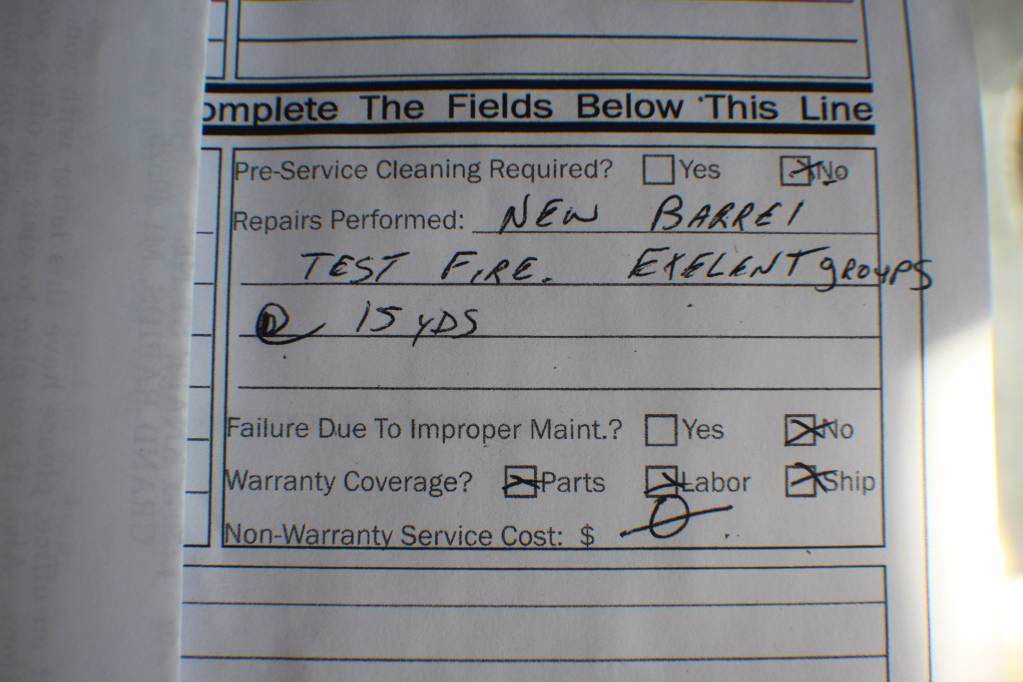 omplete The Fields Below This Line
Pre-Service Cleaning Required? Yes No
Repairs Performed: NEW BARREl
TEST FIRE. EXELENT gROUPS
@ 15 yDS
Failure Due To Improper Maint.? Yes No
Warranty Coverage? Parts Labor Ship
Non-Warranty Service Cost: $ 0